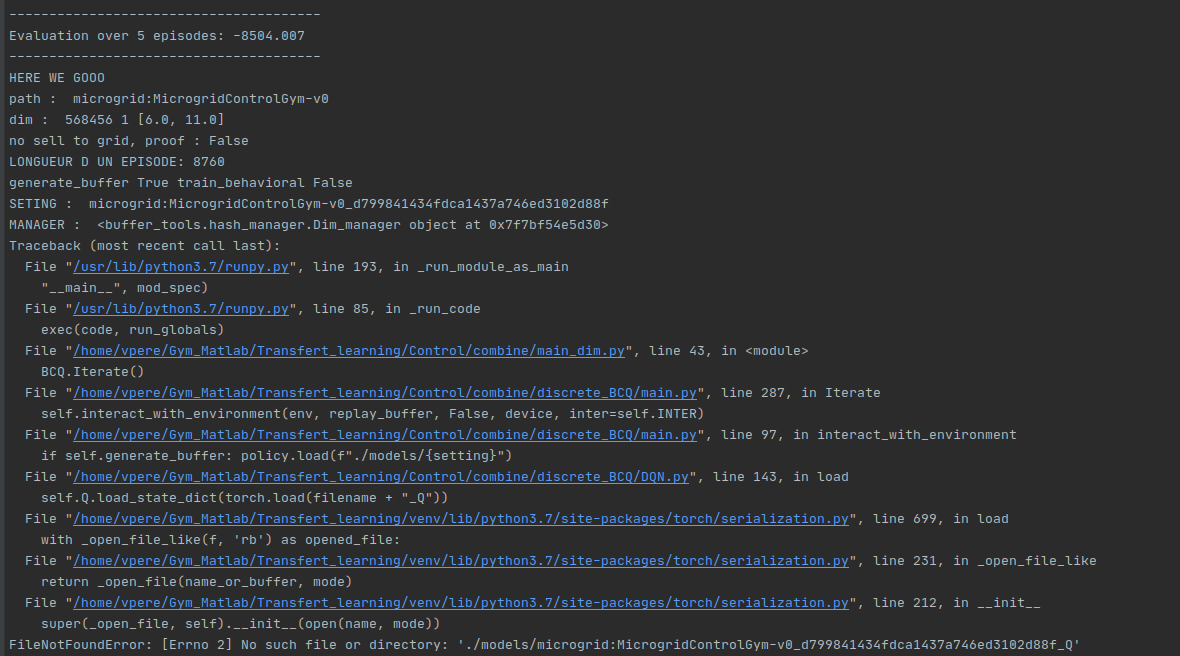 ---------------------------------------
Evaluation over 5 episodes: -8504.007
---------------------------------------
HERE WE GOOO
path :  microgrid:MicrogridControlGym-v0
dim :  568456 1 [6.0, 11.0]
no sell to grid, proof : False
LONGUEUR D UN EPISODE: 8760
generate_buffer True train_behavioral False
SETING :  microgrid:MicrogridControlGym-v0_d799841434fdca1437a746ed3102d88f
MANAGER :  <buffer_tools.hash_manager.Dim_manager object at 0x7f7bf54e5d30>
Traceback (most recent call last):
  File "/usr/lib/python3.7/runpy.py", line 193, in _run_module_as_main
    "__main__", mod_spec)
  File "/usr/lib/python3.7/runpy.py", line 85, in _run_code
    exec(code, run_globals)
  File "/home/vpere/Gym_Matlab/Transfert_learning/Control/combine/main_dim.py", line 43, in <module>
    BCQ.Iterate()
  File "/home/vpere/Gym_Matlab/Transfert_learning/Control/combine/discrete_BCQ/main.py", line 287, in Iterate
    self.interact_with_environment(env, replay_buffer, False, device, inter=self.INTER)
  File "/home/vpere/Gym_Matlab/Transfert_learning/Control/combine/discrete_BCQ/main.py", line 97, in interact_with_environment
    if self.generate_buffer: policy.load(f"./models/{setting}")
  File "/home/vpere/Gym_Matlab/Transfert_learning/Control/combine/discrete_BCQ/DQN.py", line 143, in load
    self.Q.load_state_dict(torch.load(filename + "_Q"))
  File "/home/vpere/Gym_Matlab/Transfert_learning/venv/lib/python3.7/site-packages/torch/serialization.py", line 699, in load
    with _open_file_like(f, 'rb') as opened_file:
  File "/home/vpere/Gym_Matlab/Transfert_learning/venv/lib/python3.7/site-packages/torch/serialization.py", line 231, in _open_file_like
    return _open_file(name_or_buffer, mode)
  File "/home/vpere/Gym_Matlab/Transfert_learning/venv/lib/python3.7/site-packages/torch/serialization.py", line 212, in __init__
    super(_open_file, self).__init__(open(name, mode))
FileNotFoundError: [Errno 2] No such file or directory: './models/microgrid:MicrogridControlGym-v0_d799841434fdca1437a746ed3102d88f_Q'